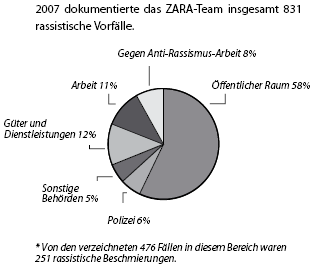 2007 dokumentierte das ZARA-Team insgesamt 831
rassistische Vorfälle.
Gegen Anti-Rassismus-Arbeit 8%
Arbeit 11%
Öffentlicher Raum 58%
Güter und
Dienstleistungen 12%
Sonstige
Behörden 5%
Polizei 6%
* Von den verzeichneten 476 Fällen in diesem Bereich waren
251 rassistische Beschmierungen.